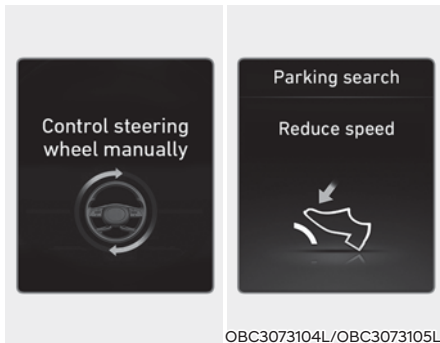 Control steering
wheel manually
Parking search
Reduce speed
OBC3073104L/OBC3073105L